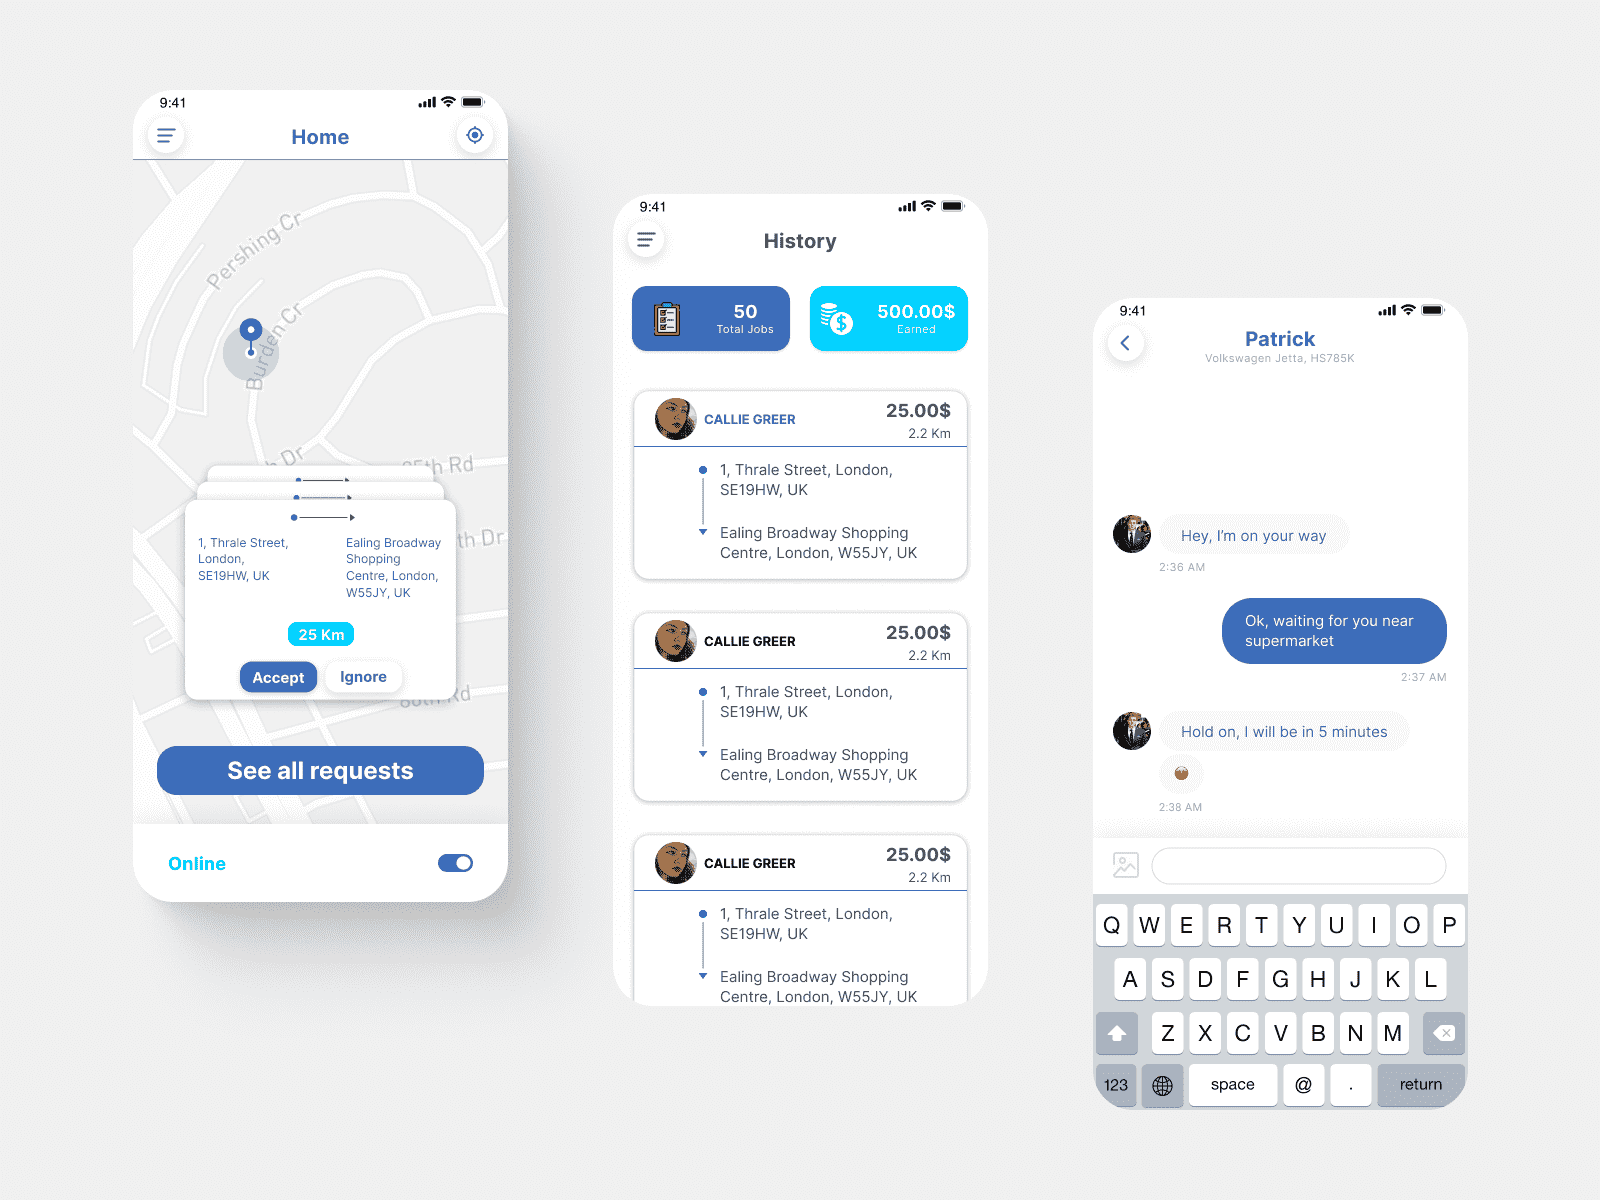 9:41
Home
Pershing Cr
Burden Cr
Dr
85th Rd
th Dr
1, Thrale Street,
London,
SE19HW, UK
Ealing Broadway
Shopping
Centre, London,
W55JY, UK
25 Km
Accept
Ignore
Rd
See all requests
Online
9:41
History
50
Total Jobs
500.00$
Earned
CALLIE GREER
25.00$
2.2 Km
1, Thrale Street, London,
SE19HW, UK
Ealing Broadway Shopping
Centre, London, W55JY, UK
CALLIE GREER
25.00$
2.2 Km
1, Thrale Street, London,
SE19HW, UK
Ealing Broadway Shopping
Centre, London, W55JY, UK
CALLIE GREER
25.00$
2.2 Km
1, Thrale Street, London,
SE19HW, UK
Ealing Broadway Shopping
Centre, London, W55JY, UK
9:41
Patrick
Volkswagen Jetta, HS785K
Hey, I'm on your way
2:36 AM
Ok, waiting for you near
supermarket
2:37 AM
Hold on, I will be in 5 minutes
2:38 AM
Q W E R T Y U I O P
A S D F G H J K L
Z X C V B N M
123 space @ . return